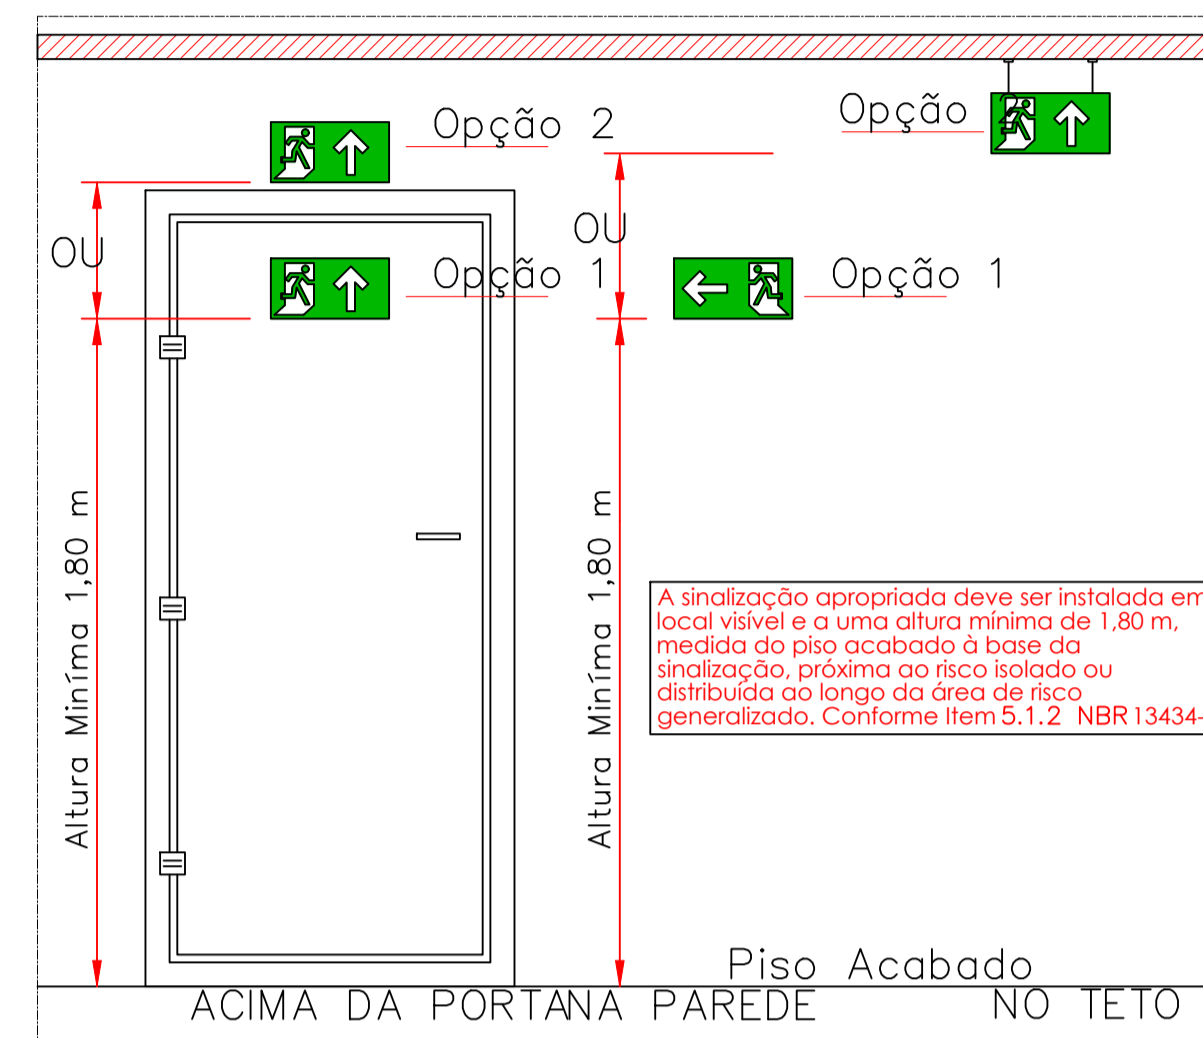 Opção 2
Opção 2
OU
OU
Opção 1
Opção 1
Altura Miníma 1,80 m
Altura Miníma 1,80 m
A sinalização apropriada deve ser instalada em
local visível e a uma altura mínima de 1,80 m,
medida do piso acabado à base da
sinalização, próxima ao risco isolado ou
distribuída ao longo da área de risco
generalizado. Conforme Item 5.1.2 NBR 13434-
Piso Acabado
ACIMA DA PORTA
NA PAREDE
NO TETO